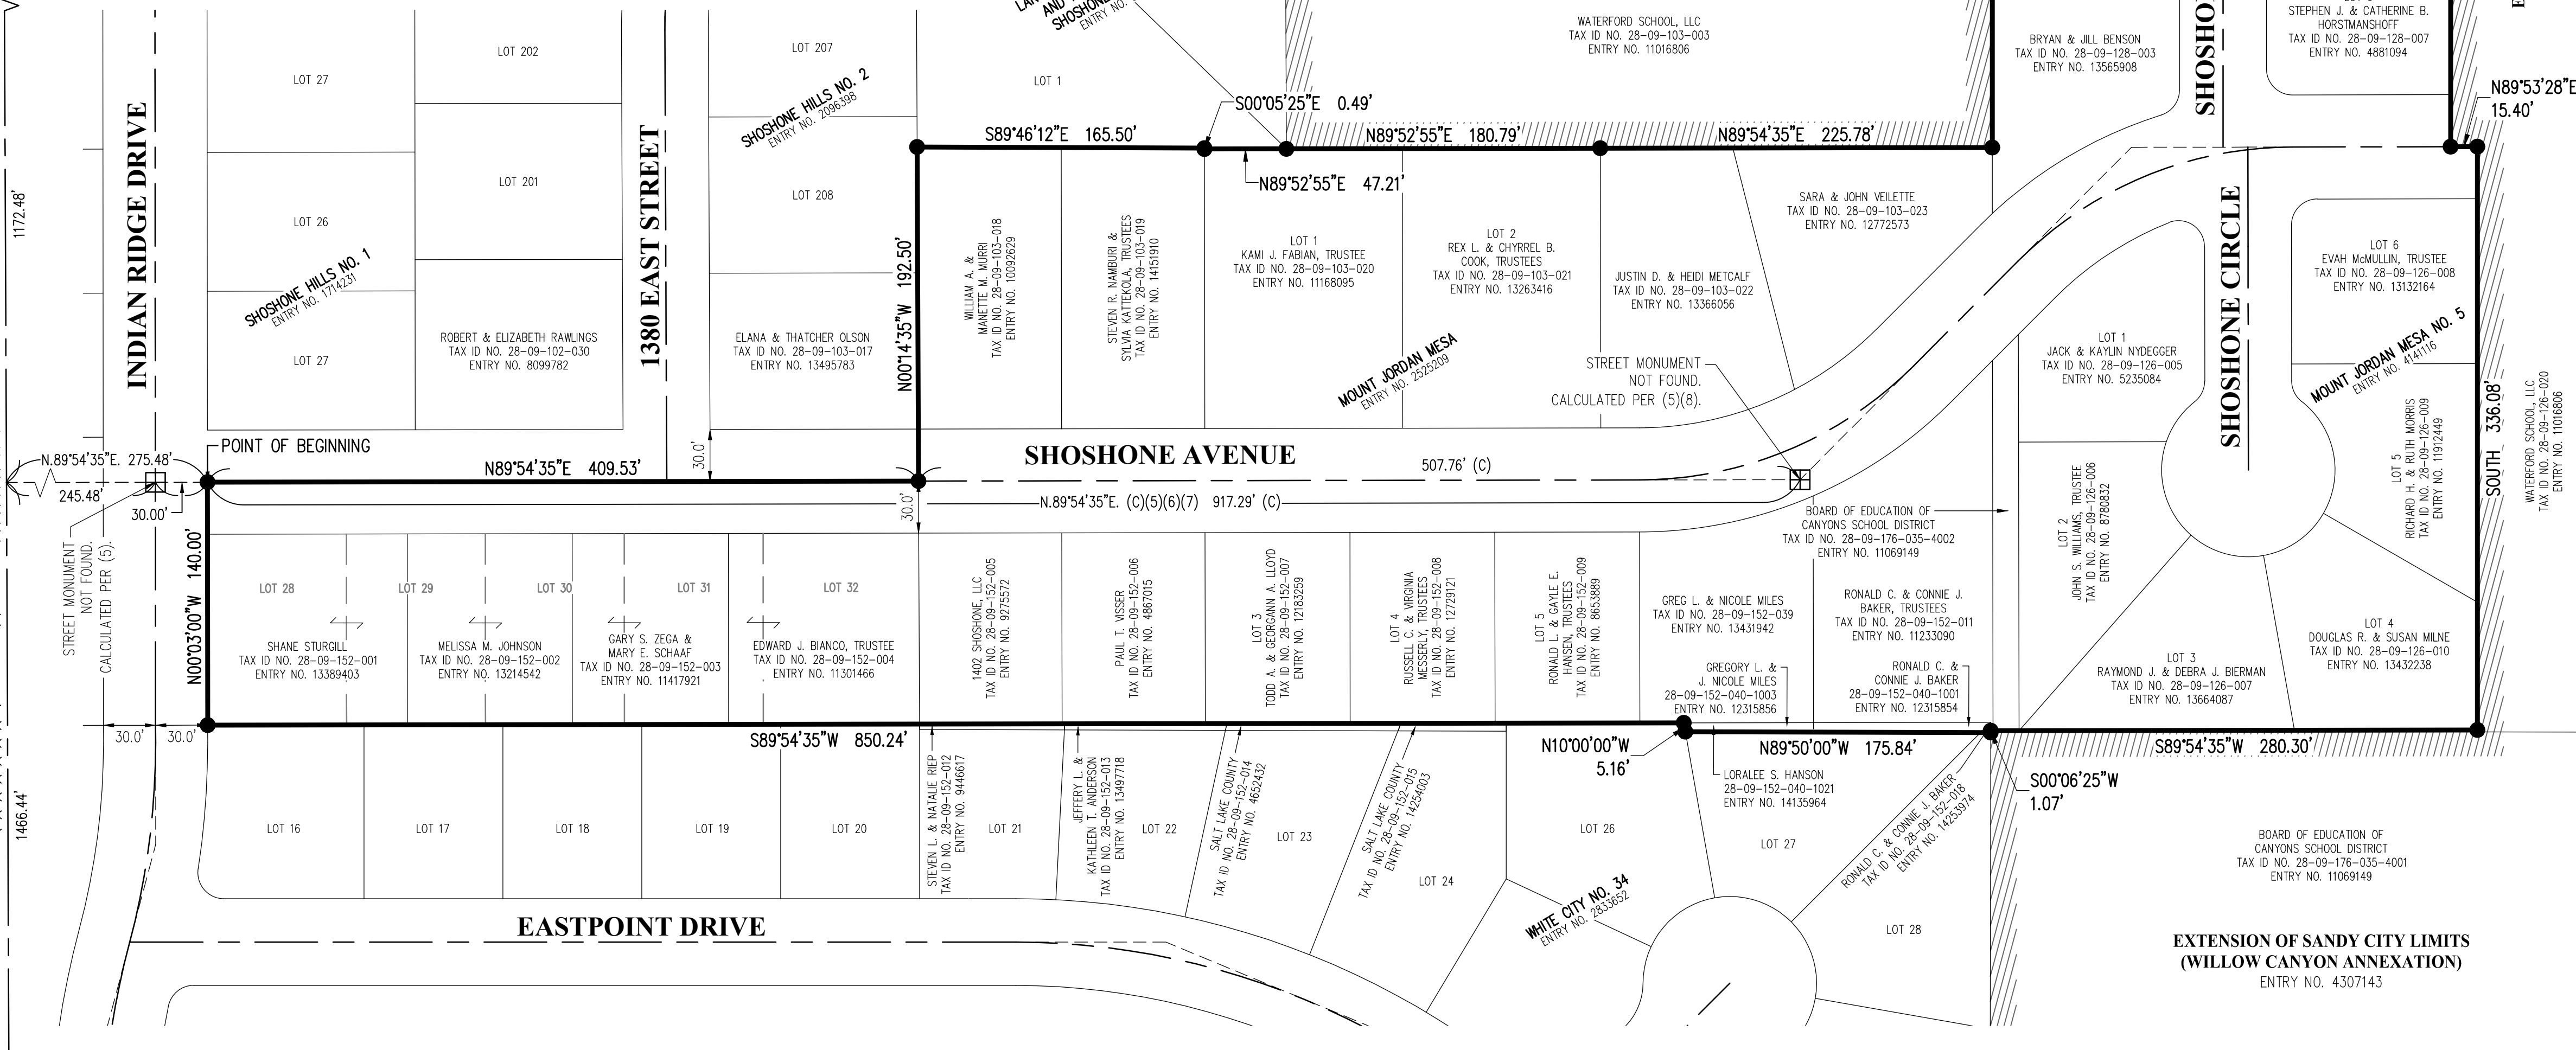 LOT 27
LOT 202
LOT 207
SHOSHONE HILLS NO. 2
ENTRY NO. 2096398
LOT 1
SHOSHONE
ENTRY NO.
WATERFORD SCHOOL, LLC
TAX ID NO. 28-09-103-003
ENTRY NO. 11016806
BRYAN & JILL BENSON
TAX ID NO. 28-09-128-003
ENTRY NO. 13565908
STEPHEN J. & CATHERINE B.
HORSTMANSHOFF
TAX ID NO. 28-09-128-007
ENTRY NO. 4881094
N89°53'28"E
15.40'
SHOSHO
INDIAN RIDGE DRIVE
1380 EAST STREET
1172.48'
S00°05'25"E 0.49'
S89°46'12"E 165.50'
N89°52'55"E 180.79'
N89°54'35"E 225.78'
N89°52'55"E 47.21'
LOT 26
LOT 201
LOT 208
SHOSHONE HILLS NO. 1
ENTRY NO. 1714231
LOT 27
ROBERT & ELIZABETH RAWLINGS
TAX ID NO. 28-09-102-030
ENTRY NO. 8099782
ELANA & THATCHER OLSON
TAX ID NO. 28-09-103-017
ENTRY NO. 13495783
N00°14'35"W 192.50'
WILLIAM A. &
MANETTE M. MURRI
TAX ID NO. 28-09-103-018
ENTRY NO. 10092629
STEVEN R. NAMBURI &
SYLVIA KATTEKOLA, TRUSTEES
TAX ID NO. 28-09-103-019
ENTRY NO. 14151910
LOT 1
KAMI J. FABIAN, TRUSTEE
TAX ID NO. 28-09-103-020
ENTRY NO. 11168095
LOT 2
REX L. & CHYRREL B.
COOK, TRUSTEES
TAX ID NO. 28-09-103-021
ENTRY NO. 13263416
JUSTIN D. & HEIDI METCALF
TAX ID NO. 28-09-103-022
ENTRY NO. 13366056
SARA & JOHN VEILETTE
TAX ID NO. 28-09-103-023
ENTRY NO. 12772573
MOUNT JORDAN MESA
ENTRY NO. 2525209
STREET MONUMENT
NOT FOUND.
CALCULATED PER (5)(8).
SHOSHONE CIRCLE
LOT 1
JACK & KAYLIN NYDEGGER
TAX ID NO. 28-09-126-005
ENTRY NO. 5235084
LOT 6
EVAH McMULLIN, TRUSTEE
TAX ID NO. 28-09-126-008
ENTRY NO. 13132164
MOUNT JORDAN MESA NO. 5
ENTRY NO. 4141116
LOT 5
RICHARD H. & RUTH MORRIS
TAX ID NO. 28-09-126-009
ENTRY NO. 11912449
SOUTH 336.08'
WATERFORD SCHOOL, LLC
TAX ID NO. 28-09-126-020
ENTRY NO. 11016806
POINT OF BEGINNING
N.89°54'35"E. 275.48'
245.48'
30.00'
N89°54'35"E 409.53'
30.0'
SHOSHONE AVENUE
507.76' (C)
N.89°54'35"E. (C)(5)(6)(7) 917.29' (C)
30.0'
STREET MONUMENT
NOT FOUND.
CALCULATED PER (5).
N00°03'00"W 140.00'
LOT 28
LOT 29
LOT 30
LOT 31
LOT 32
SHANE STURGILL
TAX ID NO. 28-09-152-001
ENTRY NO. 13389403
MELISSA M. JOHNSON
TAX ID NO. 28-09-152-002
ENTRY NO. 13214542
GARY S. ZEGA &
MARY E. SCHAAF
TAX ID NO. 28-09-152-003
ENTRY NO. 11417921
EDWARD J. BIANCO, TRUSTEE
TAX ID NO. 28-09-152-004
ENTRY NO. 11301466
1402 SHOSHONE, LLC
TAX ID NO. 28-09-152-005
ENTRY NO. 9275572
PAUL T. VISSER
TAX ID NO. 28-09-152-006
ENTRY NO. 4867015
LOT 3
TODD A. & GEORGANN A. LLOYD
TAX ID NO. 28-09-152-007
ENTRY NO. 12183259
LOT 4
RUSSELL C. & VIRGINIA
MESSERLY, TRUSTEES
TAX ID NO. 28-09-152-008
ENTRY NO. 12729121
LOT 5
RONALD L. & GAYLE E.
HANSEN, TRUSTEES
TAX ID NO. 28-09-152-009
ENTRY NO. 8653889
GREG L. & NICOLE MILES
TAX ID NO. 28-09-152-039
ENTRY NO. 13431942
BOARD OF EDUCATION OF
CANYONS SCHOOL DISTRICT
TAX ID NO. 28-09-176-035-4002
ENTRY NO. 11069149
RONALD C. & CONNIE J.
BAKER, TRUSTEES
TAX ID NO. 28-09-152-011
ENTRY NO. 11233090
GREGORY L. &
J. NICOLE MILES
28-09-152-040-1003
ENTRY NO. 12315856
RONALD C. &
CONNIE J. BAKER
28-09-152-040-1001
ENTRY NO. 12315854
LOT 2
JOHN S. WILLIAMS, TRUSTEE
TAX ID NO. 28-09-126-006
ENTRY NO. 8780832
LOT 3
RAYMOND J. & DEBRA J. BIERMAN
TAX ID NO. 28-09-126-007
ENTRY NO. 13664087
LOT 4
DOUGLAS R. & SUSAN MILNE
TAX ID NO. 28-09-126-010
ENTRY NO. 13432238
30.0'
30.0'
S89°54'35"W 850.24'
N10°00'00"W
5.16'
N89°50'00"W 175.84'
S89°54'35"W 280.30'
S00°06'25"W
1.07'
LORALEE S. HANSON
28-09-152-040-1021
ENTRY NO. 14135964
1466.44'
LOT 16
LOT 17
LOT 18
LOT 19
LOT 20
STEVEN L. & NATALIE RIEP
TAX ID NO. 28-09-152-012
ENTRY NO. 9446617
LOT 21
JEFFERY L. &
KATHLEEN T. ANDERSON
TAX ID NO. 28-09-152-013
ENTRY NO. 13497718
LOT 22
SALT LAKE COUNTY
TAX ID NO. 28-09-152-014
ENTRY NO. 4652432
LOT 23
SALT LAKE COUNTY
TAX ID NO. 28-09-152-015
ENTRY NO. 14254003
LOT 24
LOT 26
LOT 27
RONALD C. & CONNIE J. BAKER
TAX ID NO. 28-09-152-018
ENTRY NO. 14253974
LOT 28
WHITE CITY NO. 34
ENTRY NO. 2833652
EASTPOINT DRIVE
BOARD OF EDUCATION OF
CANYONS SCHOOL DISTRICT
TAX ID NO. 28-09-176-035-4001
ENTRY NO. 11069149
EXTENSION OF SANDY CITY LIMITS
(WILLOW CANYON ANNEXATION)
ENTRY NO. 4307143